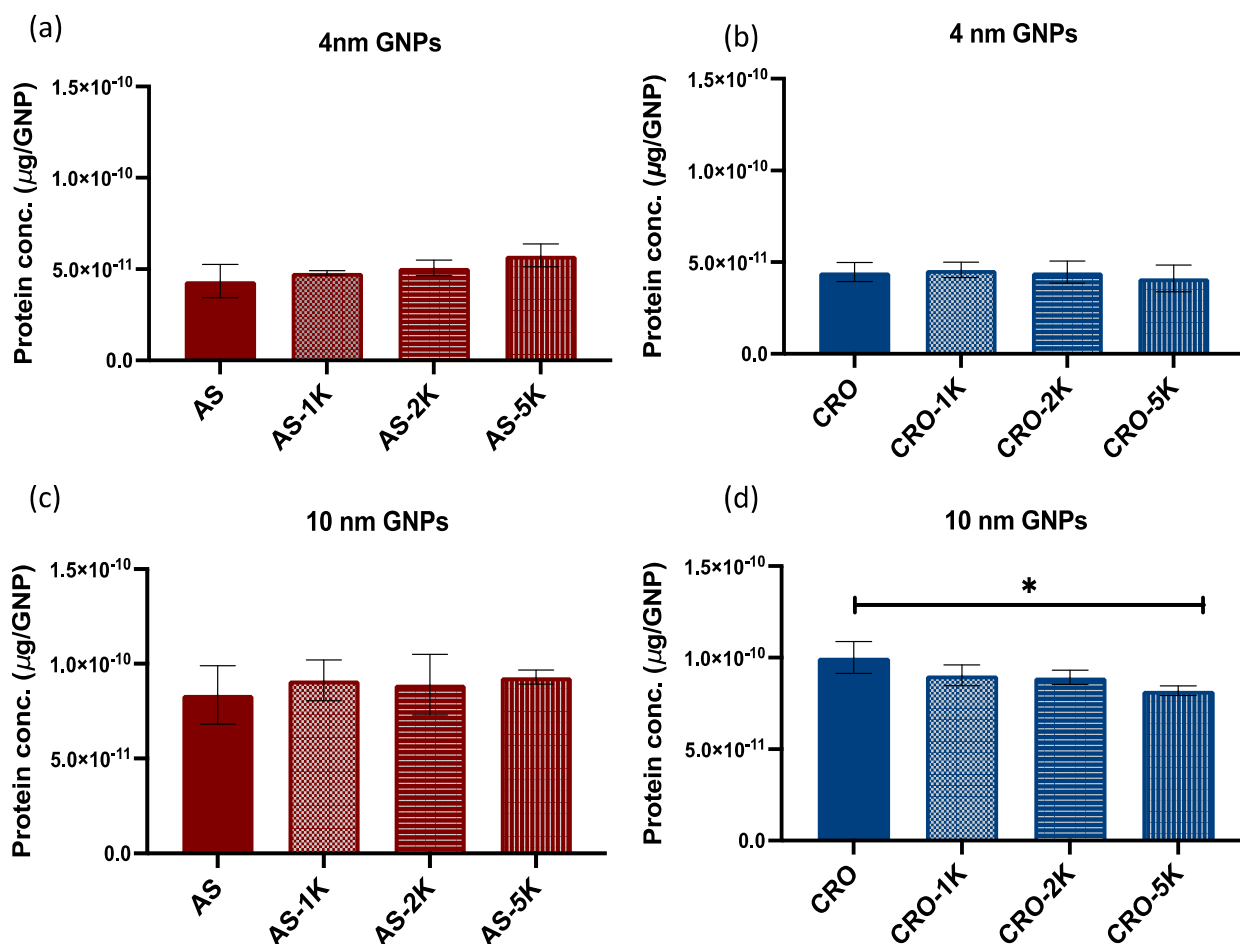 (a)
4nm GNPs
Protein conc. (μg/GNP)
1.5×10⁻¹⁰
1.0×10⁻¹⁰
5.0×10⁻¹¹
0.0
AS
AS-1K
AS-2K
AS-5K
(b)
4 nm GNPs
Protein conc. (μg/GNP)
1.5×10⁻¹⁰
1.0×10⁻¹⁰
5.0×10⁻¹¹
0.0
CRO
CRO-1K
CRO-2K
CRO-5K
(c)
10 nm GNPs
Protein conc. (μg/GNP)
1.5×10⁻¹⁰
1.0×10⁻¹⁰
5.0×10⁻¹¹
0.0
AS
AS-1K
AS-2K
AS-5K
(d)
10 nm GNPs
Protein conc. (μg/GNP)
1.5×10⁻¹⁰
1.0×10⁻¹⁰
5.0×10⁻¹¹
0.0
*
CRO
CRO-1K
CRO-2K
CRO-5K